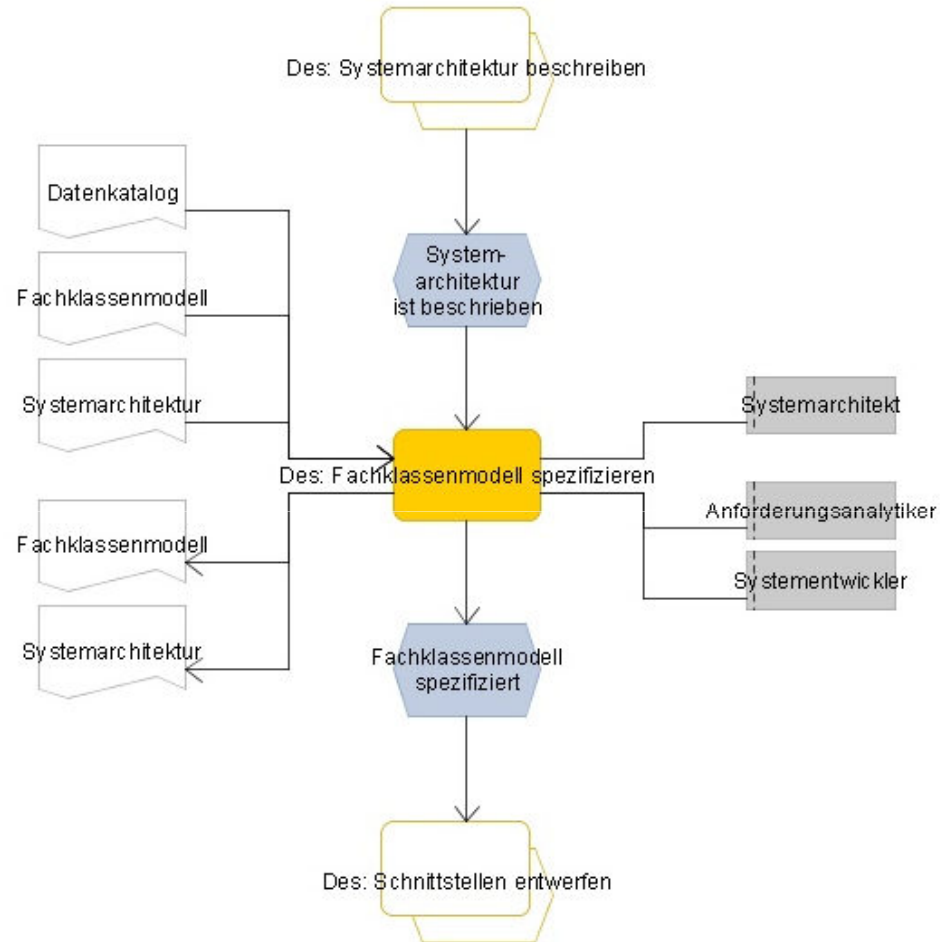 Des: Systemarchitektur beschreiben
Datenkatalog
Fachklassenmodell
Systemarchitektur
System-
architektur
ist beschrieben
Des: Fachklassenmodell spezifizieren
Systemarchitekt
Anforderungsanalytiker
Systementwickler
Fachklassenmodell
Systemarchitektur
Fachklassenmodell
spezifiziert
Des: Schnittstellen entwerfen